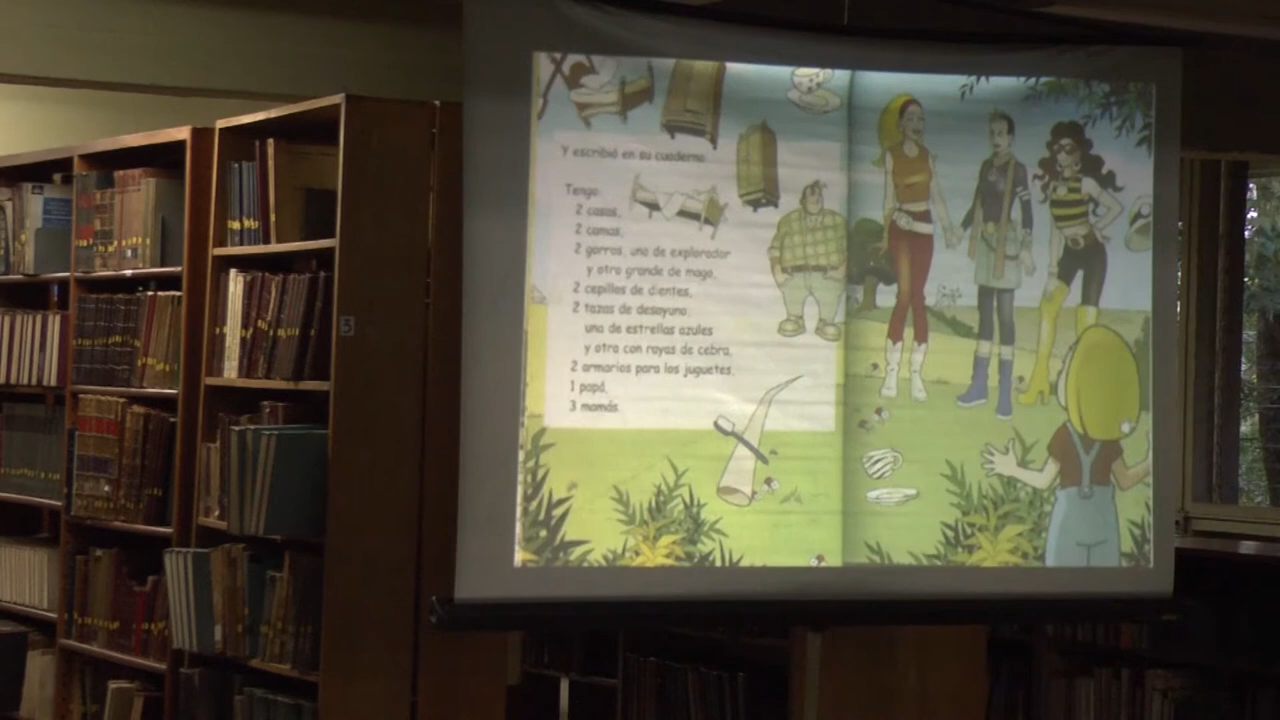 Y escribió en su cuaderno:
Tengo:
2 casas,
2 camas,
2 gorros, uno de explorador
y otro grande de mago,
2 cepillos de dientes,
2 tazas de desayuno,
una de estrellas azules
y otra con rayas de cebra,
2 armarios para los juguetes,
1 papá,
3 mamás.